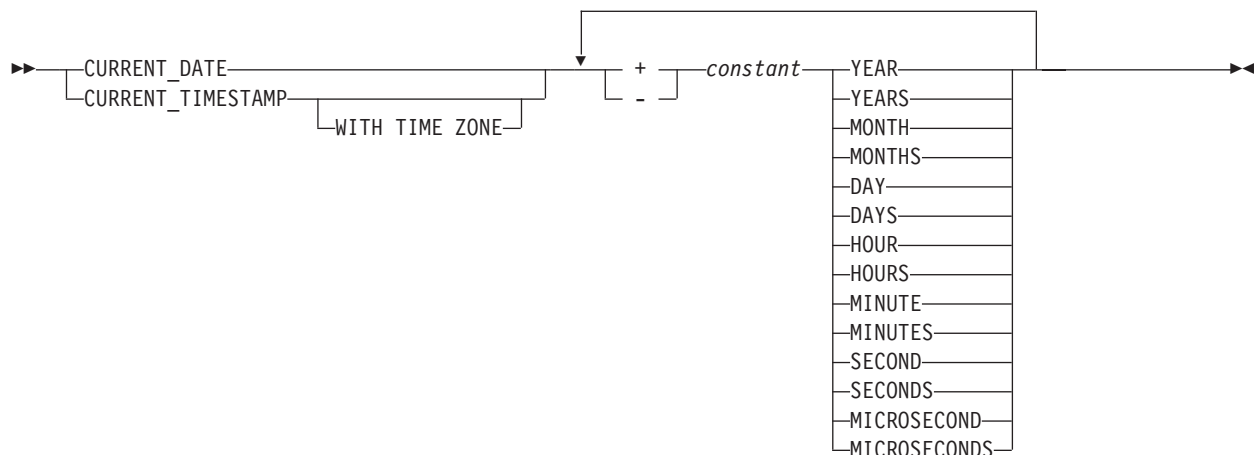 CURRENT_DATE + constant YEAR
CURRENT_TIMESTAMP - YEARS
WITH TIME ZONE MONTH
MONTHS
DAY
DAYS
HOUR
HOURS
MINUTE
MINUTES
SECOND
SECONDS
MICROSECOND
MICROSECONDS